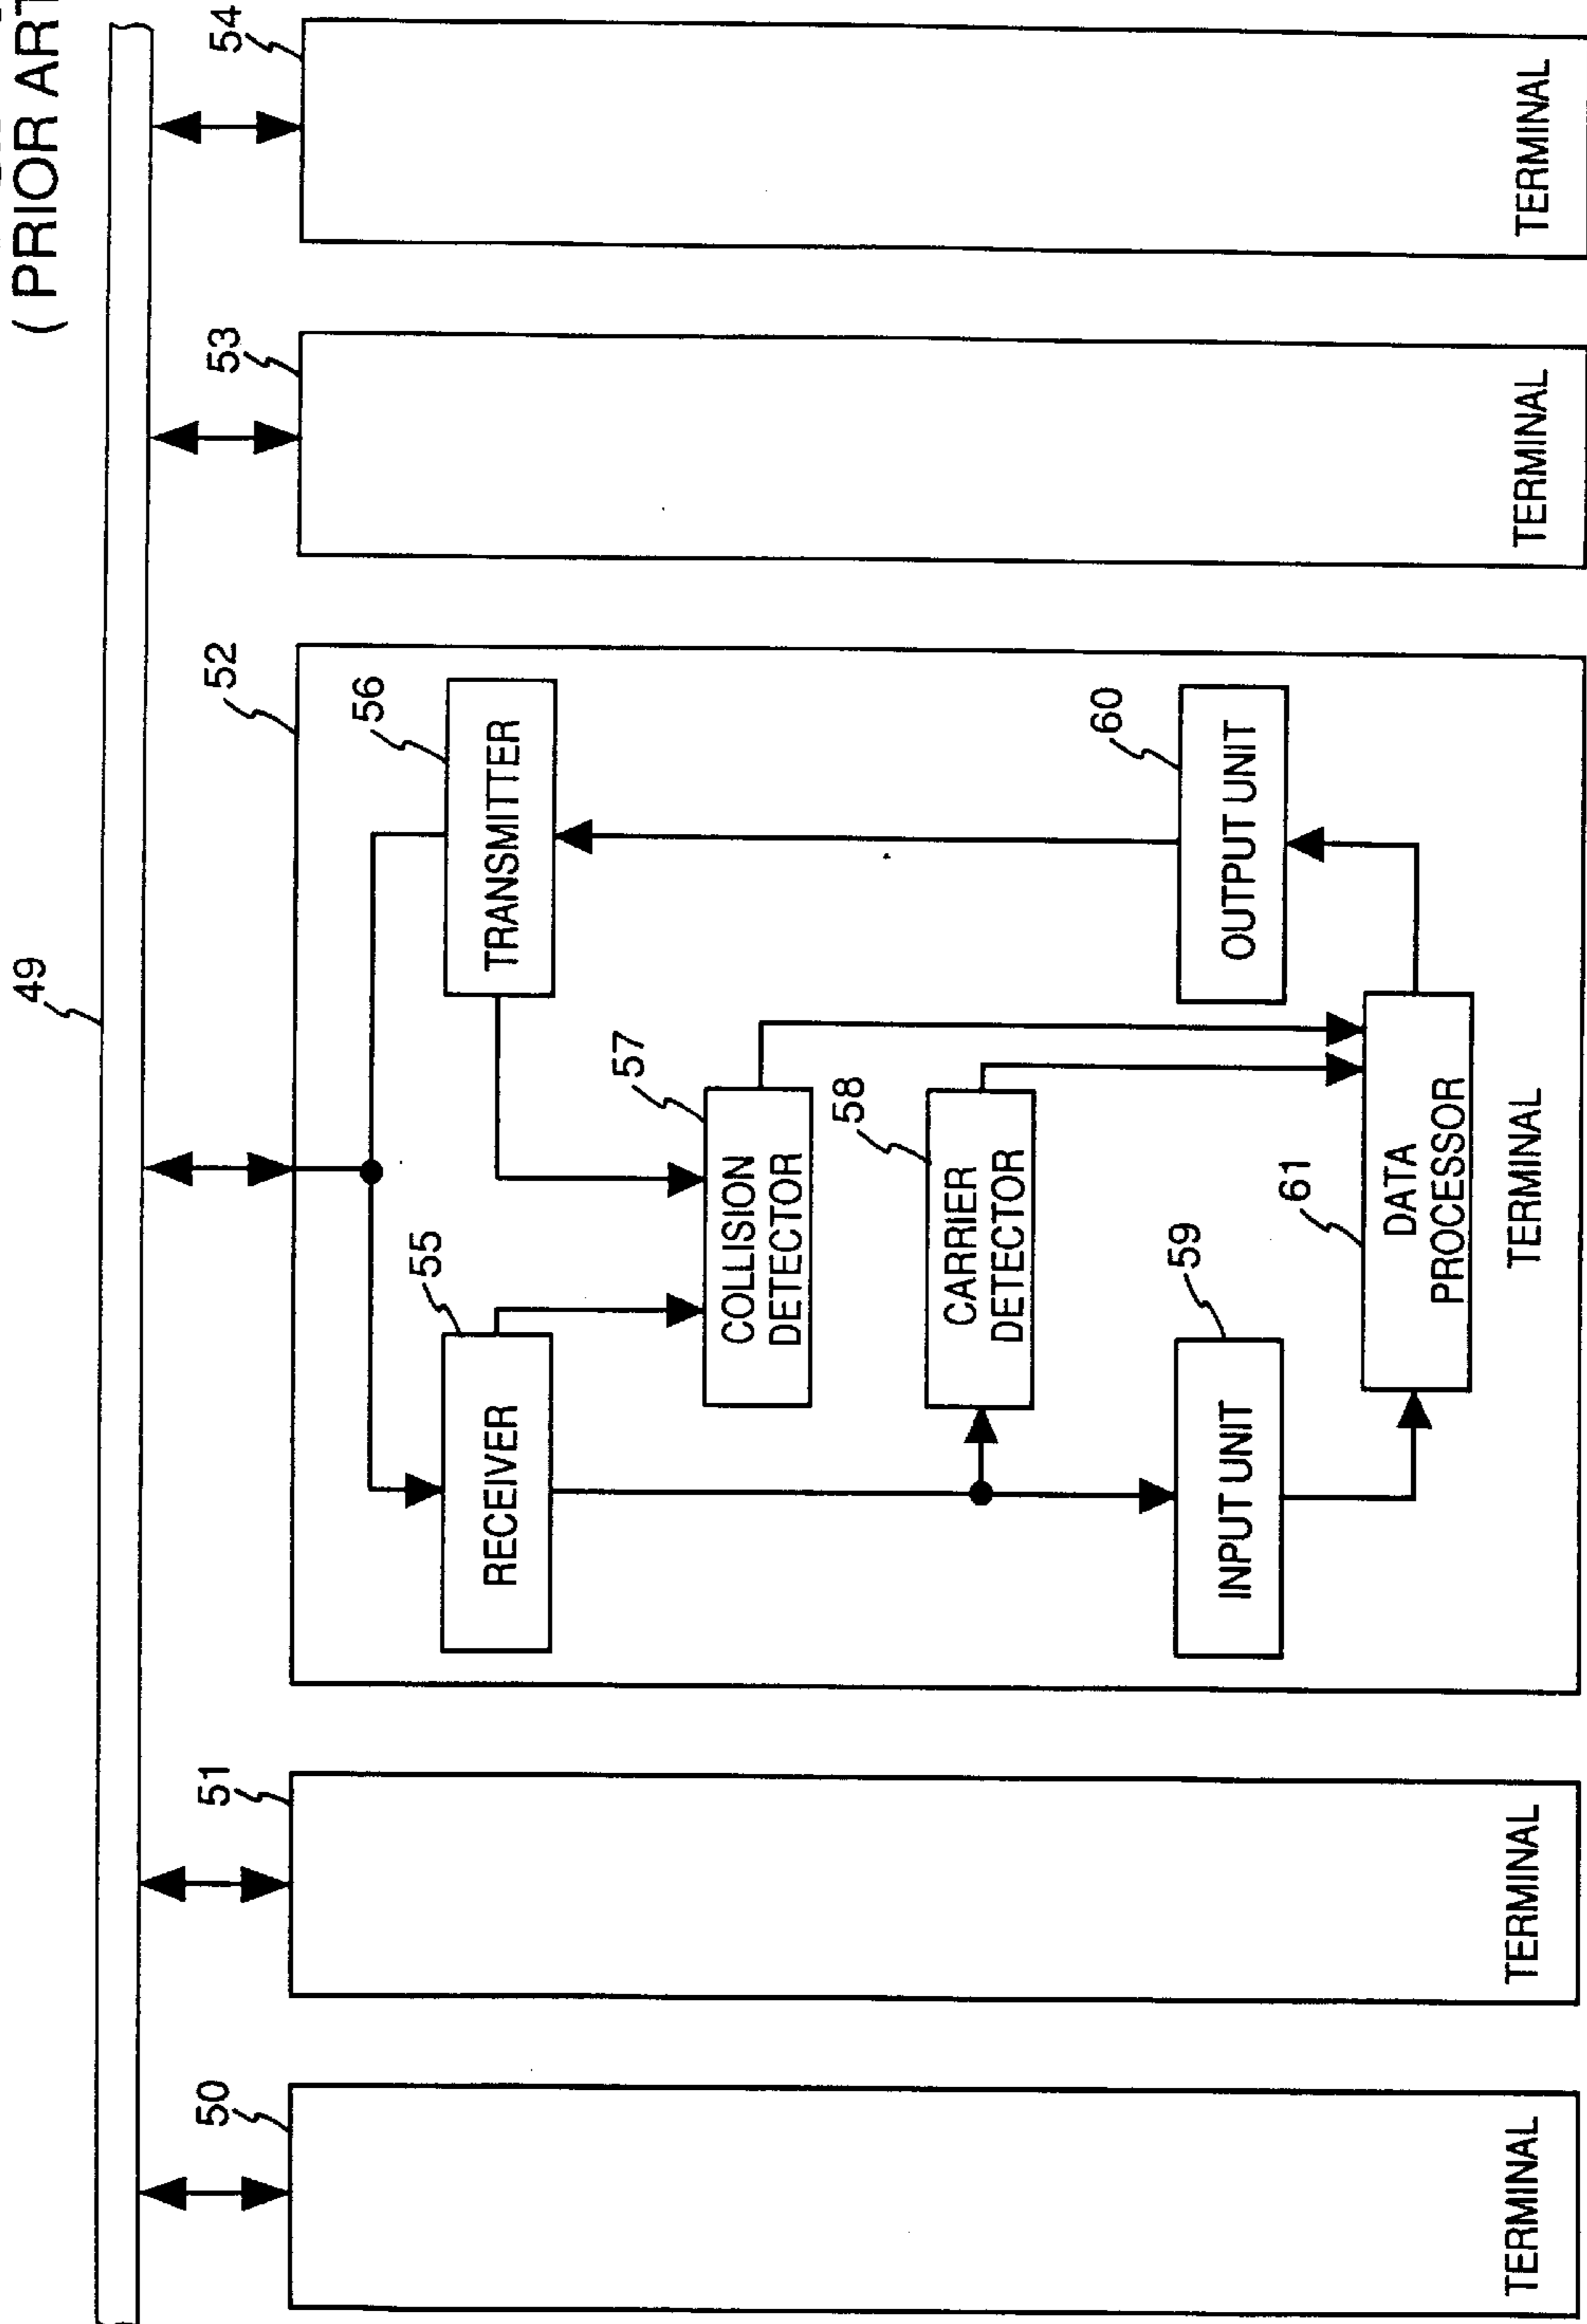 ( PRIOR ART
49
50
51
52
53
54
55
56
RECEIVER
TRANSMITTER
57
COLLISION
DETECTOR
58
CARRIER
DETECTOR
59
60
INPUT UNIT
OUTPUT UNIT
61
DATA
PROCESSOR
TERMINAL
TERMINAL
TERMINAL
TERMINAL
TERMINAL